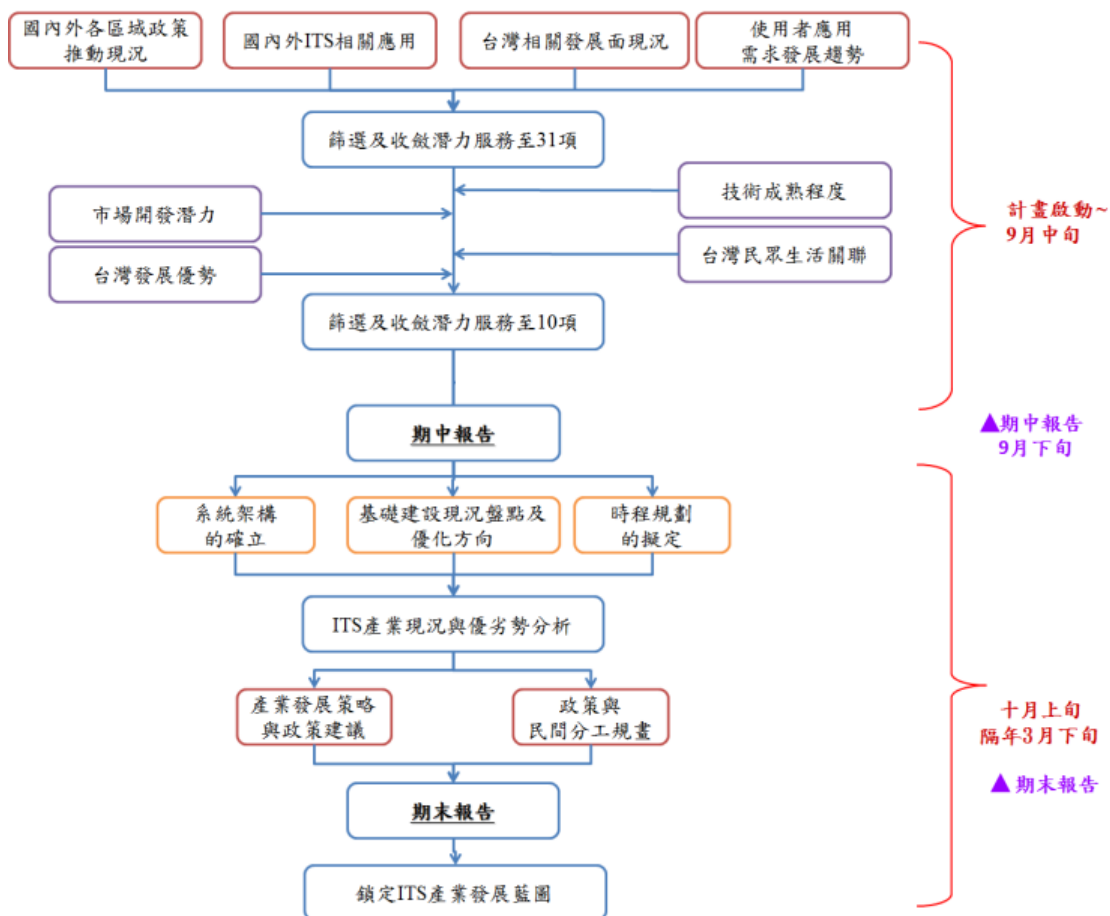 國內外各區域政策
推動現況
國內外ITS相關應用
台灣相關發展面現況
使用者應用
需求發展趨勢
篩選及收斂潛力服務至31項
技術成熟程度
市場開發潛力
台灣民眾生活關聯
台灣發展優勢
篩選及收斂潛力服務至10項
計畫啟動~
9月中旬
期中報告
▲期中報告
9月下旬
系統架構
的確立
基礎建設現況盤點及
優化方向
時程規劃
的擬定
ITS產業現況與優劣勢分析
產業發展策略
與政策建議
政策與
民間分工規畫
十月上旬
隔年3月下旬
▲期末報告
期末報告
鎖定ITS產業發展藍圖